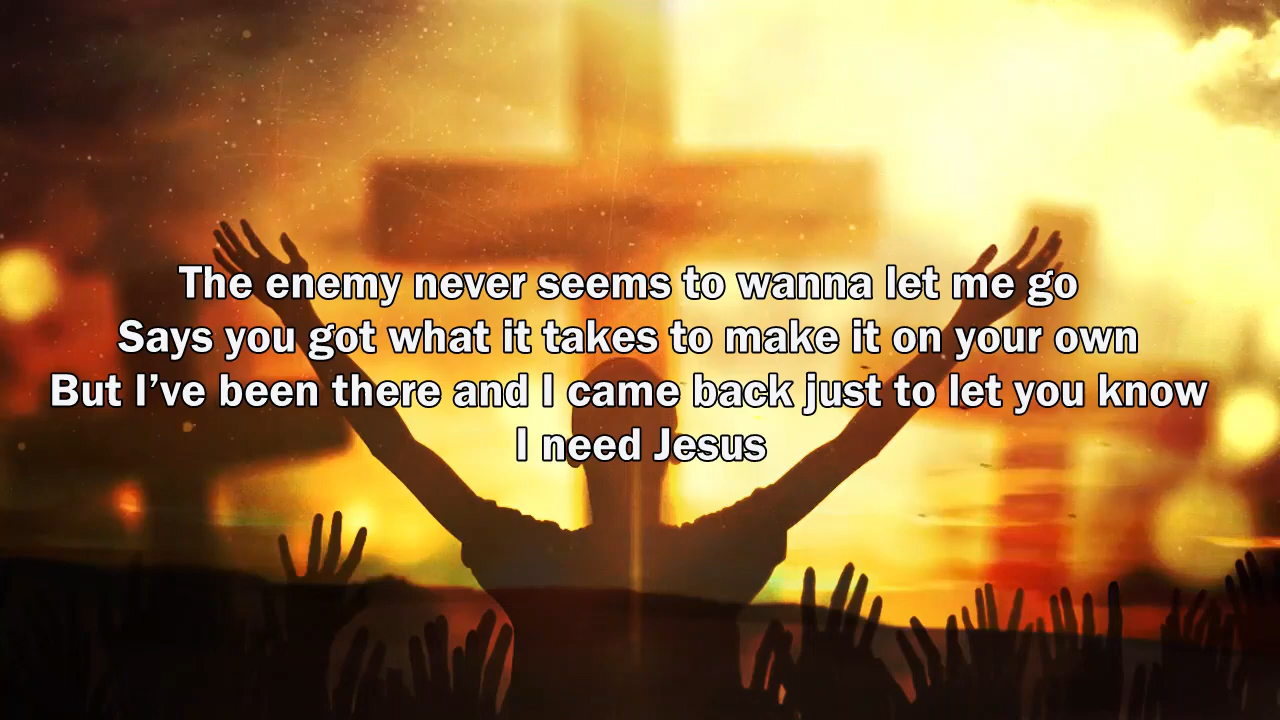 The enemy never seems to wanna let me go
Says you got what it takes to make it on your own
But I’ve been there and I came back just to let you know
I need Jesus